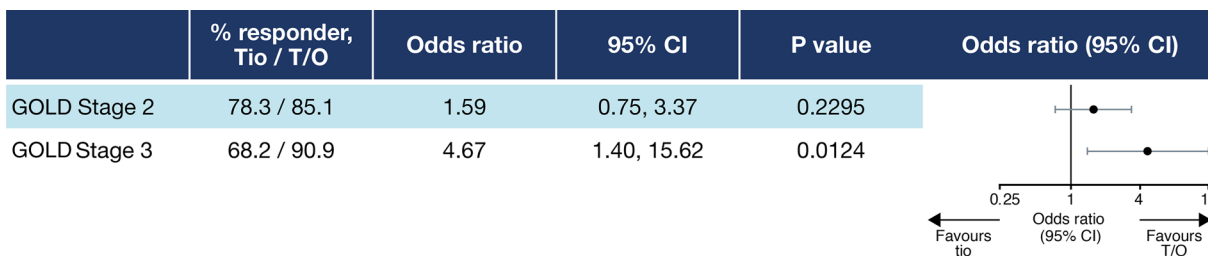 % responder, Tio / T/O	Odds ratio	95% CI	P value	Odds ratio (95% CI)
GOLD Stage 2	78.3 / 85.1	1.59	0.75, 3.37	0.2295
GOLD Stage 3	68.2 / 90.9	4.67	1.40, 15.62	0.0124
0.25	1	4
Favours tio	Odds ratio (95% CI)	Favours T/O